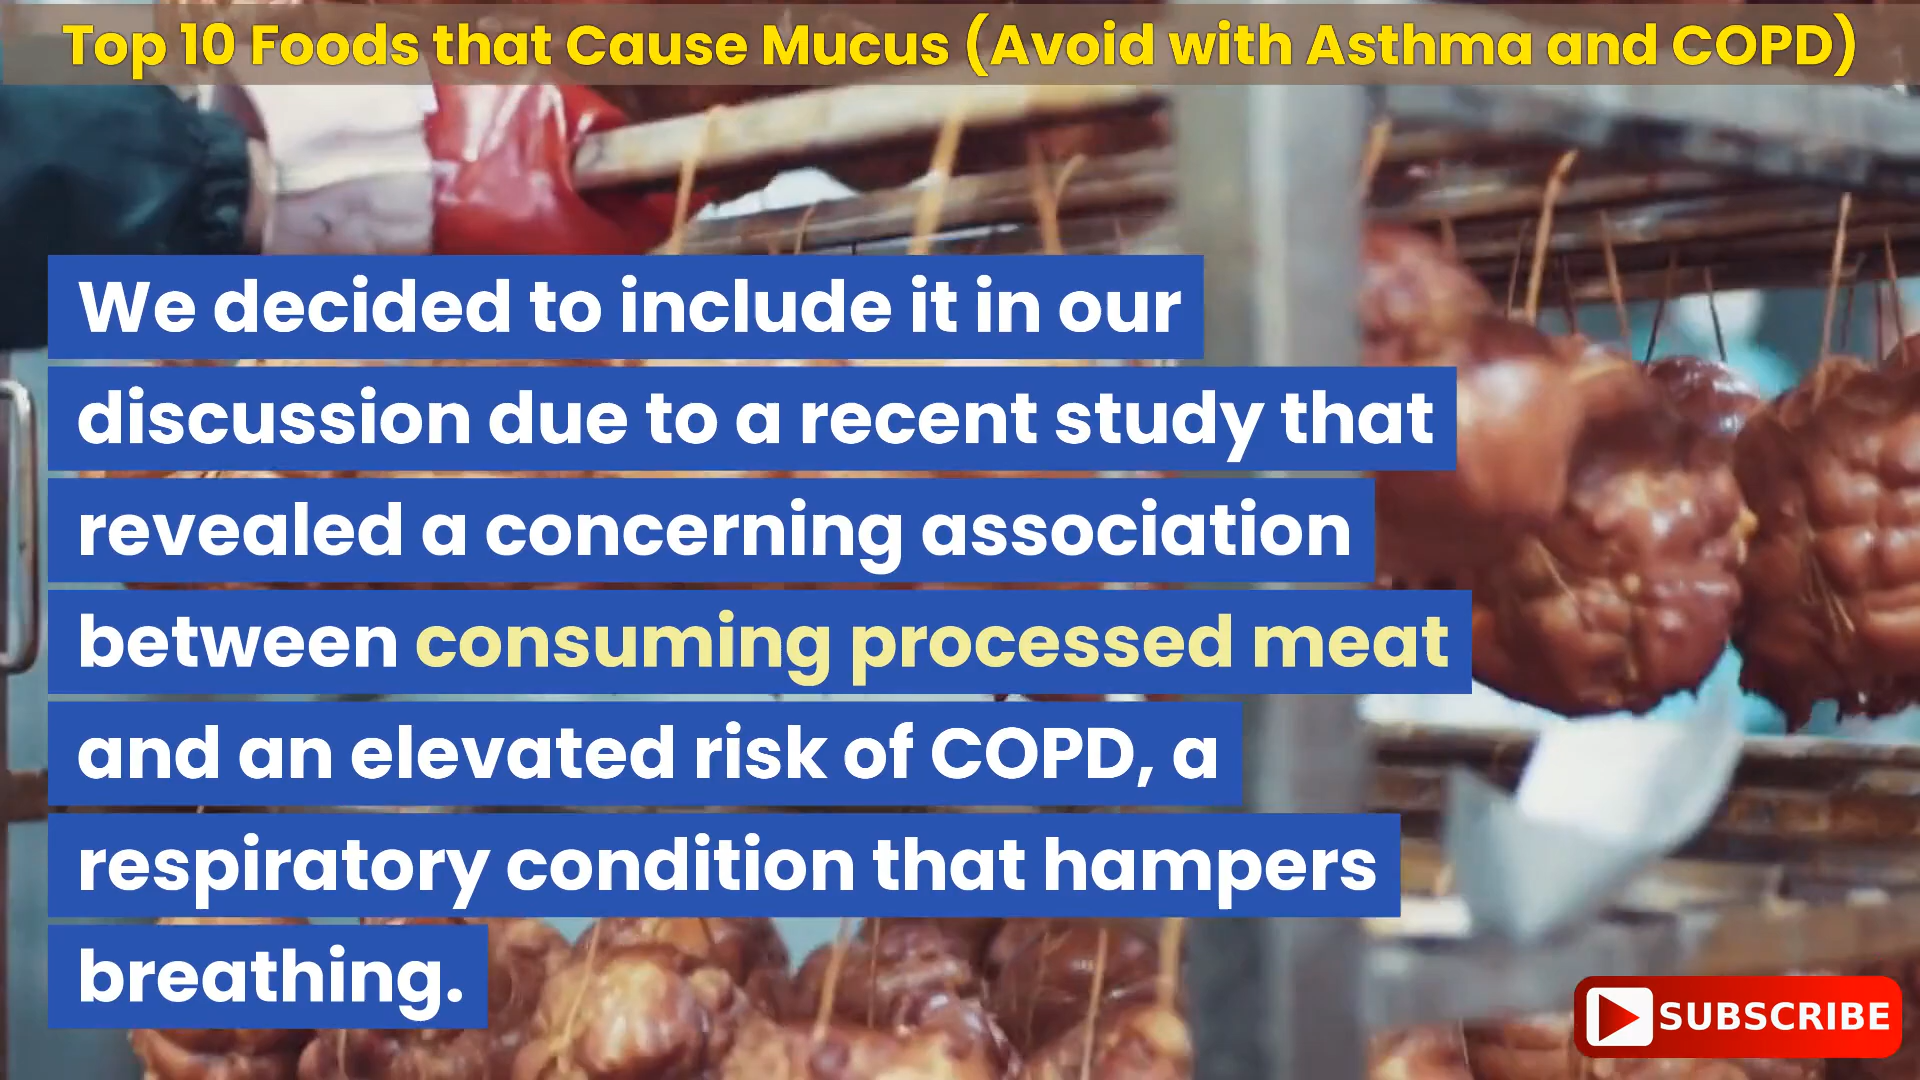 Top 10 Foods that Cause Mucus (Avoid with Asthma and COPD)
We decided to include it in our
discussion due to a recent study that
revealed a concerning association
between consuming processed meat
and an elevated risk of COPD, a
respiratory condition that hampers
breathing.
SUBSCRIBE